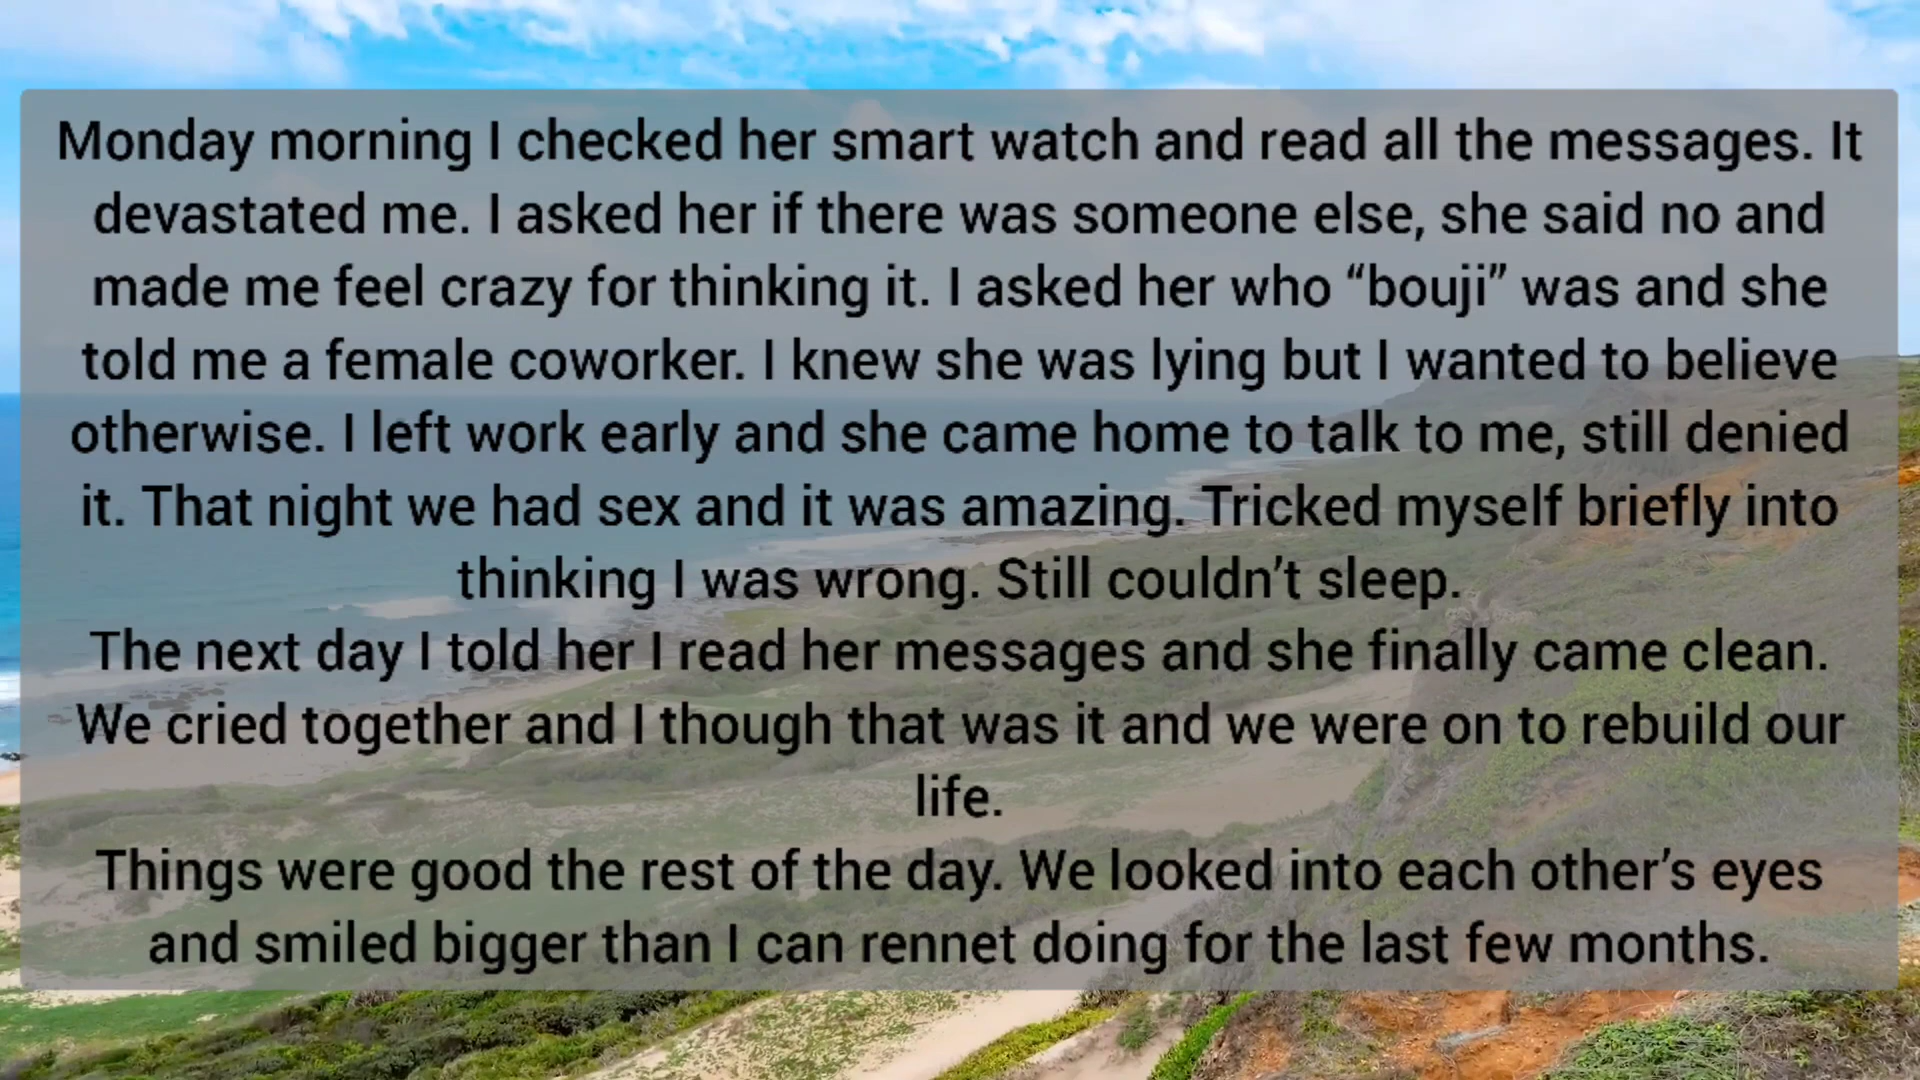 Monday morning I checked her smart watch and read all the messages. It
devastated me. I asked her if there was someone else, she said no and
made me feel crazy for thinking it. I asked her who “bouji” was and she
told me a female coworker. I knew she was lying but I wanted to believe
otherwise. I left work early and she came home to talk to me, still denied
it. That night we had sex and it was amazing. Tricked myself briefly into
thinking I was wrong. Still couldn’t sleep.
The next day I told her I read her messages and she finally came clean.
We cried together and I though that was it and we were on to rebuild our
life.
Things were good the rest of the day. We looked into each other’s eyes
and smiled bigger than I can rennet doing for the last few months.